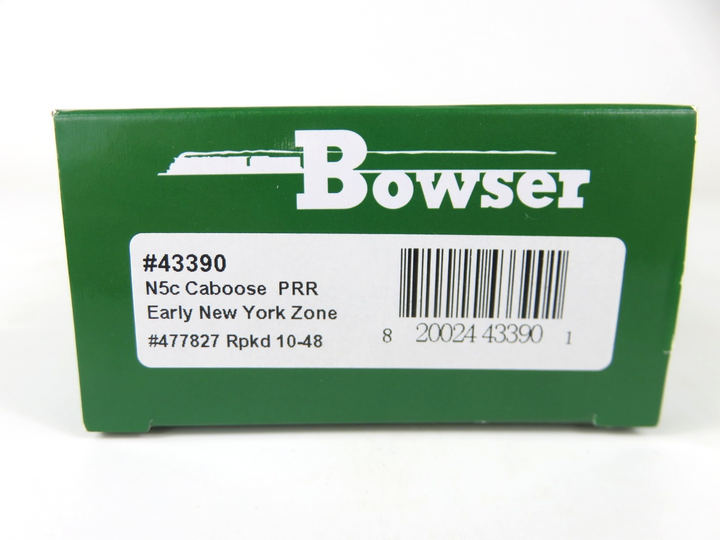 Bowser
#43390
N5c Caboose PRR
Early New York Zone
#477827 Rpkd 10-48
8 20024 43390 1